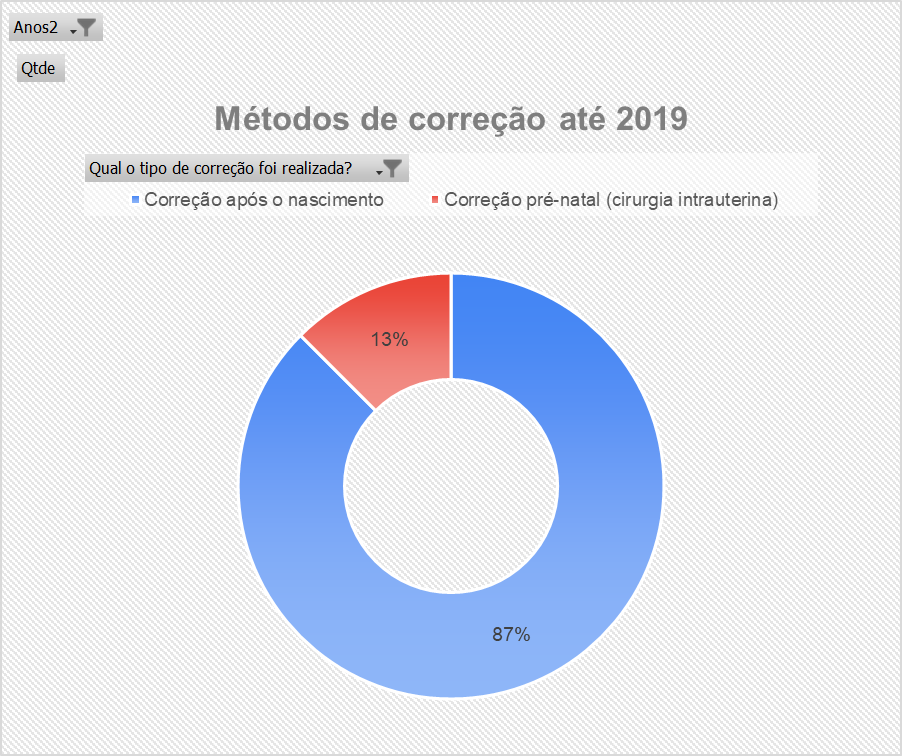 Anos2
Qtde
Métodos de correção até 2019
Qual o tipo de correção foi realizada?
Correção após o nascimento Correção pré-natal (cirurgia intrauterina)
13%
87%